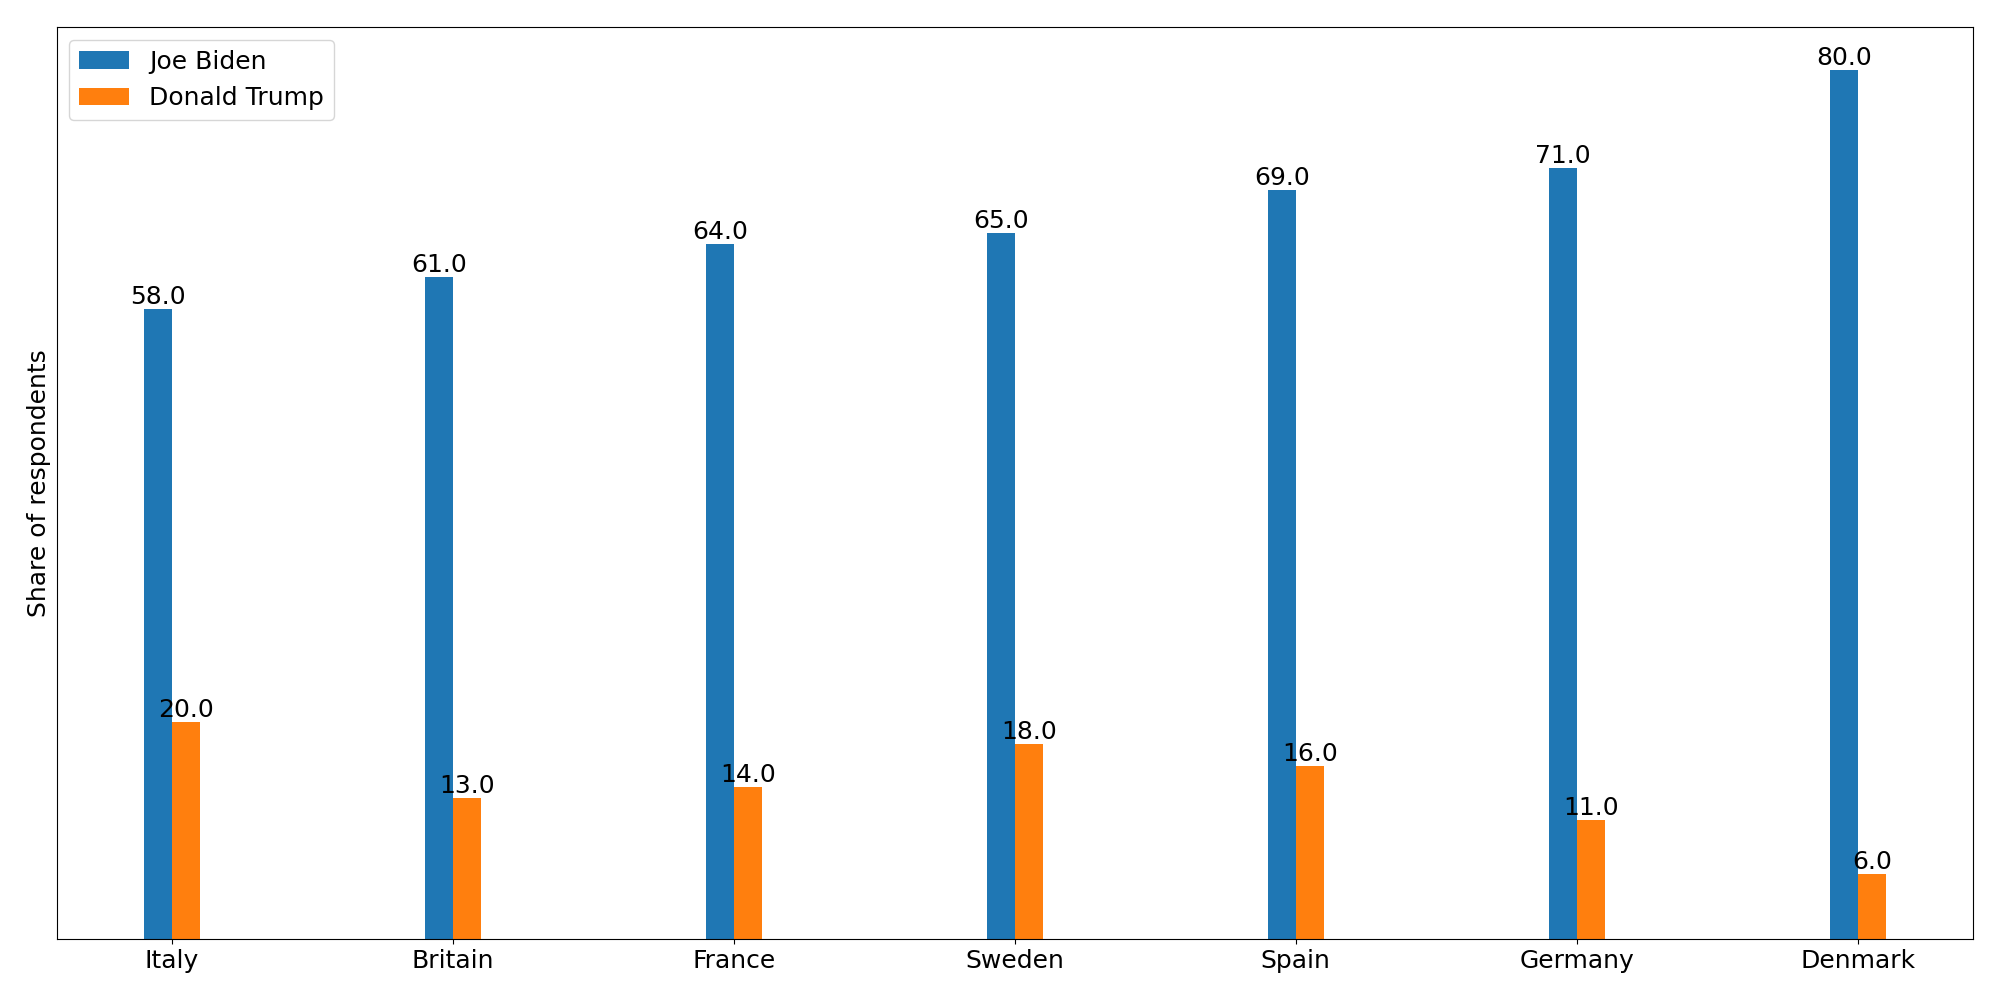 Joe Biden
Donald Trump
Share of respondents
58.0
61.0
64.0
65.0
69.0
71.0
80.0
20.0
13.0
14.0
18.0
16.0
11.0
6.0
Italy
Britain
France
Sweden
Spain
Germany
Denmark